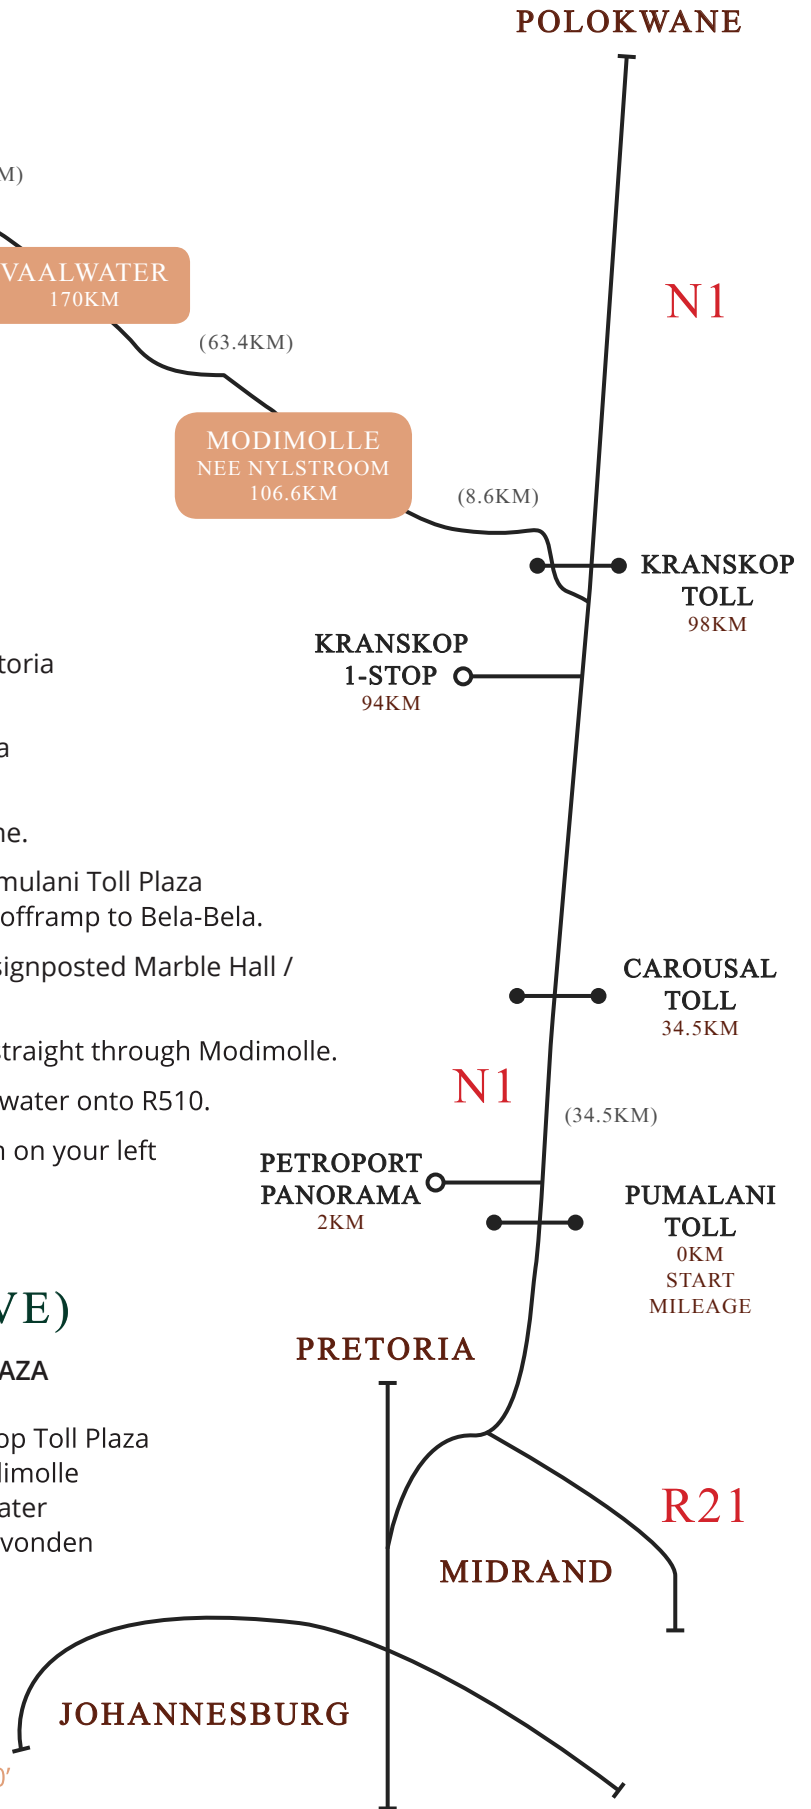 POLOKWANE
M)
VAALWATER
170KM
N1
(63.4KM)
MODIMOLLE
NEE NYLSTROOM
106.6KM
(8.6KM)
KRANSKOP
TOLL
98KM
KRANSKOP
1-STOP
94KM
toria
a
ne.
mulani Toll Plaza
offramp to Bela-Bela.
signposted Marble Hall /
CAROUSAL
TOLL
34.5KM
straight through Modimolle.
N1
water onto R510.
(34.5KM)
n on your left
PETROPORT
PANORAMA
2KM
PUMALANI
TOLL
0KM
START
MILEAGE
VE)
PRETORIA
AZA
op Toll Plaza
dimolle
ater
vonden
R21
MIDRAND
JOHANNESBURG
0’